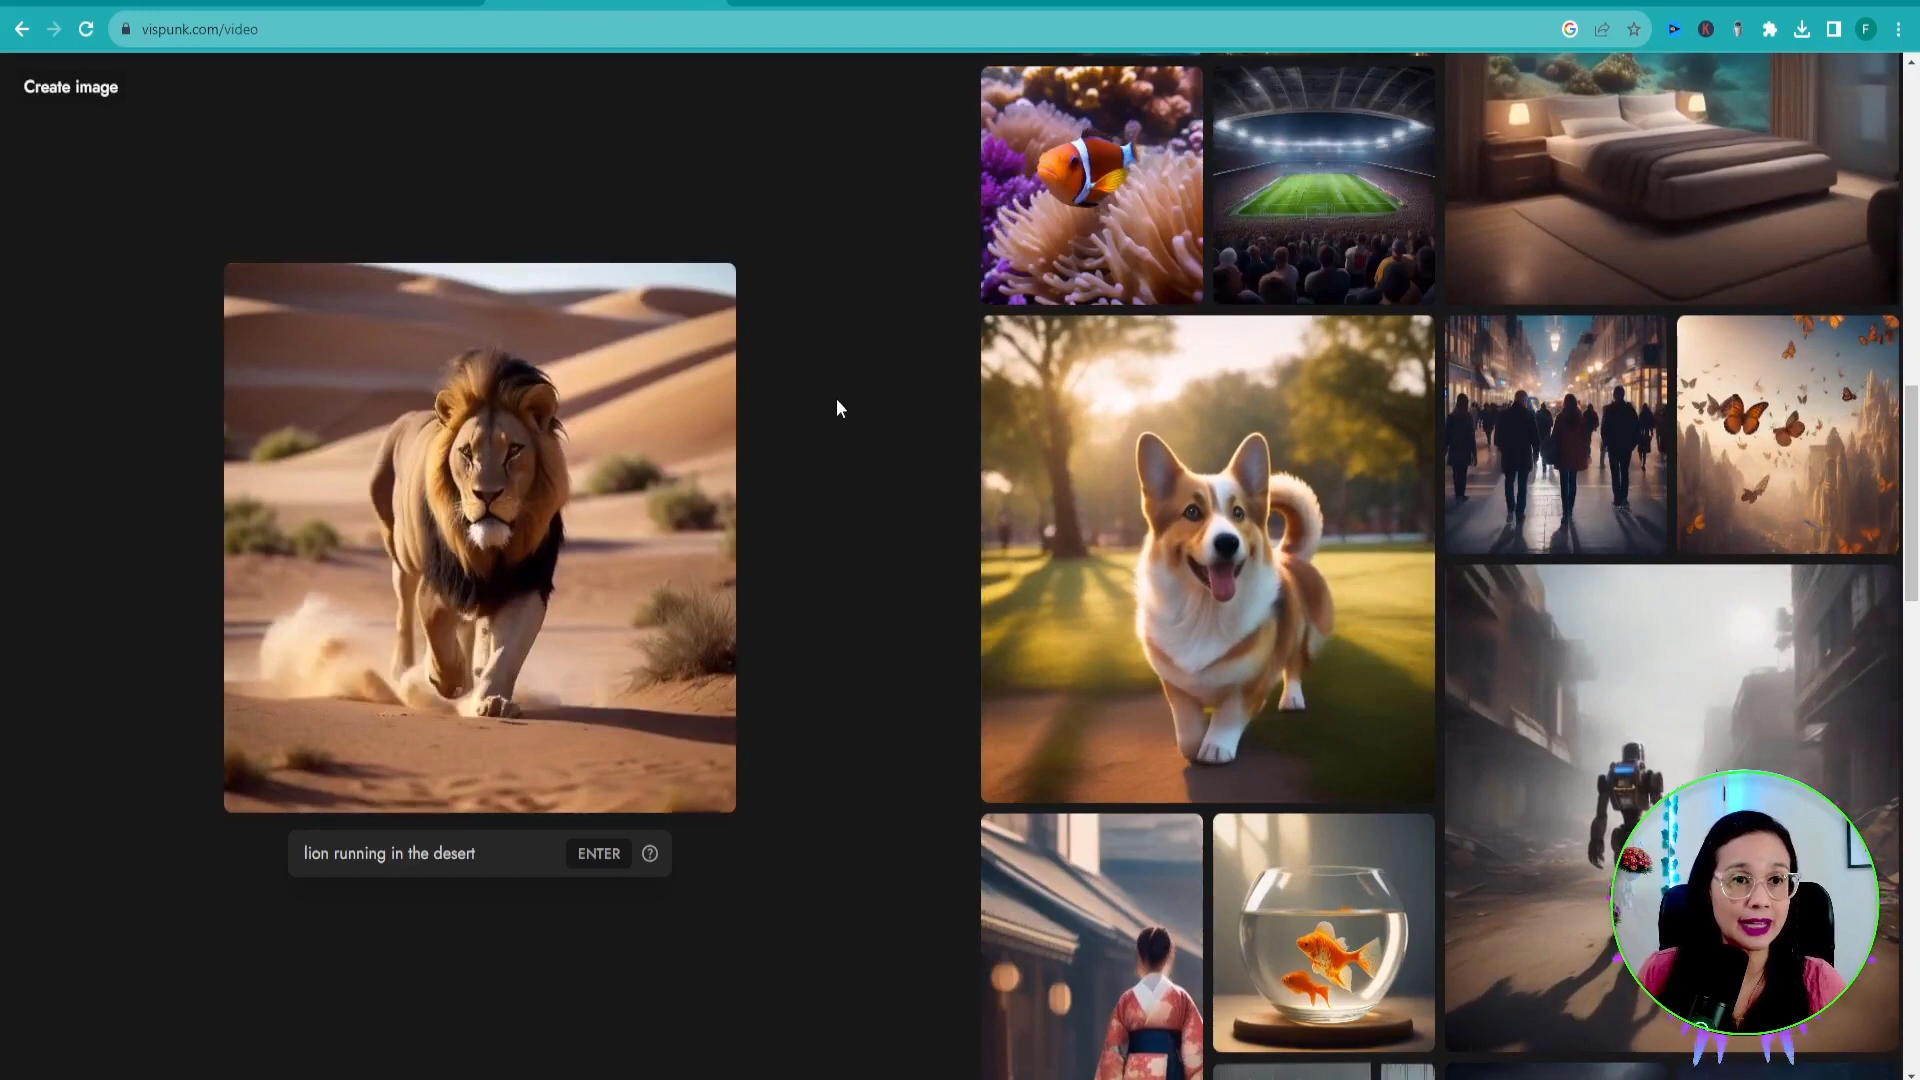 vispunk.com/video
G
K
F
Create image
lion running in the desert
ENTER
?